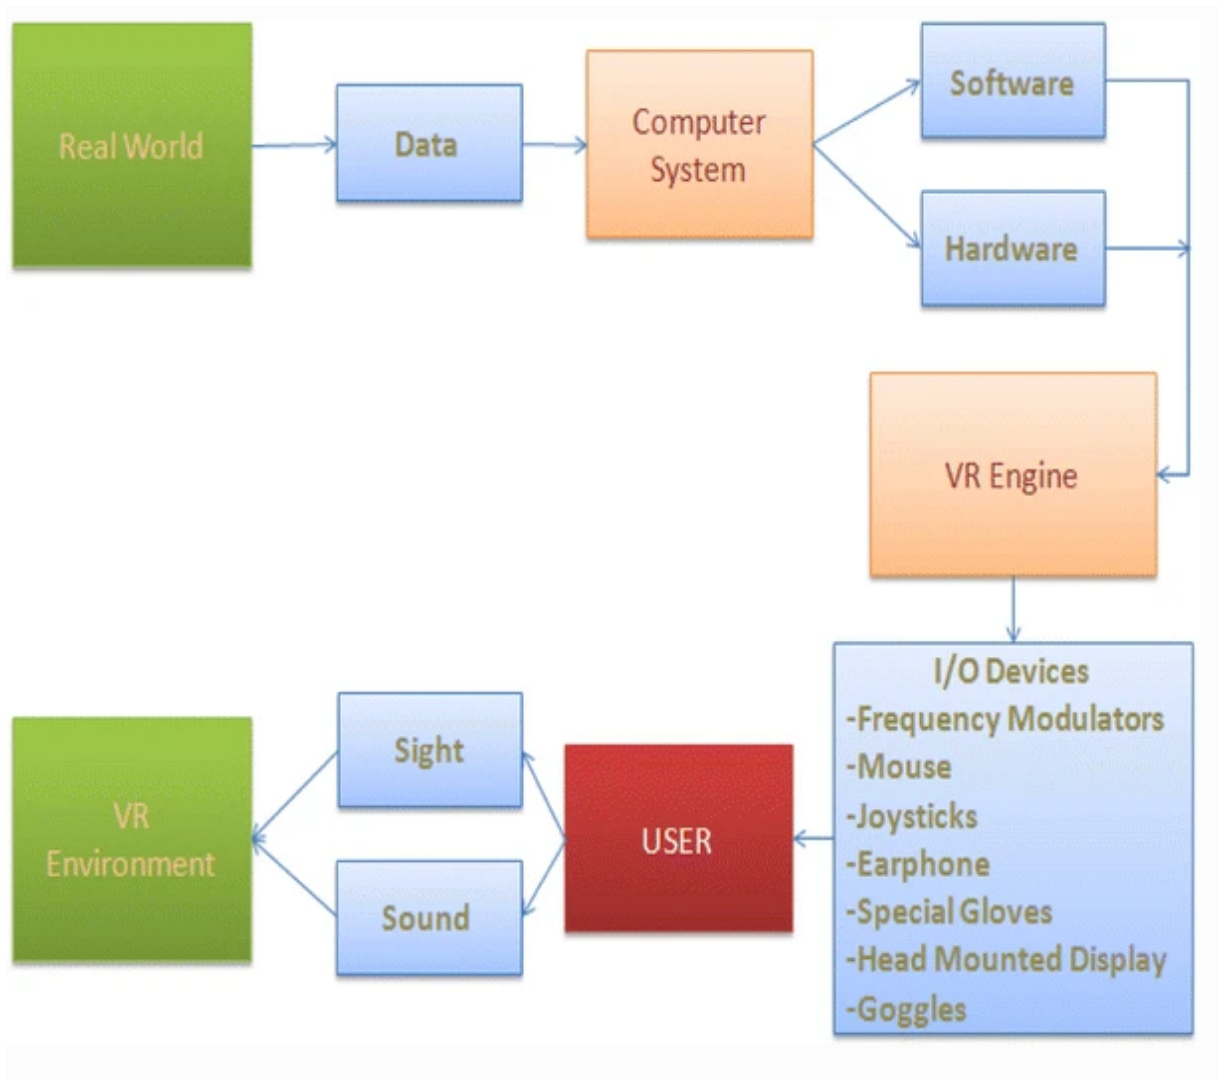 Real World
Data
Computer
System
Software
Hardware
VR Engine
I/O Devices
-Frequency Modulators
-Mouse
-Joysticks
-Earphone
-Special Gloves
-Head Mounted Display
-Goggles
USER
Sight
Sound
VR
Environment